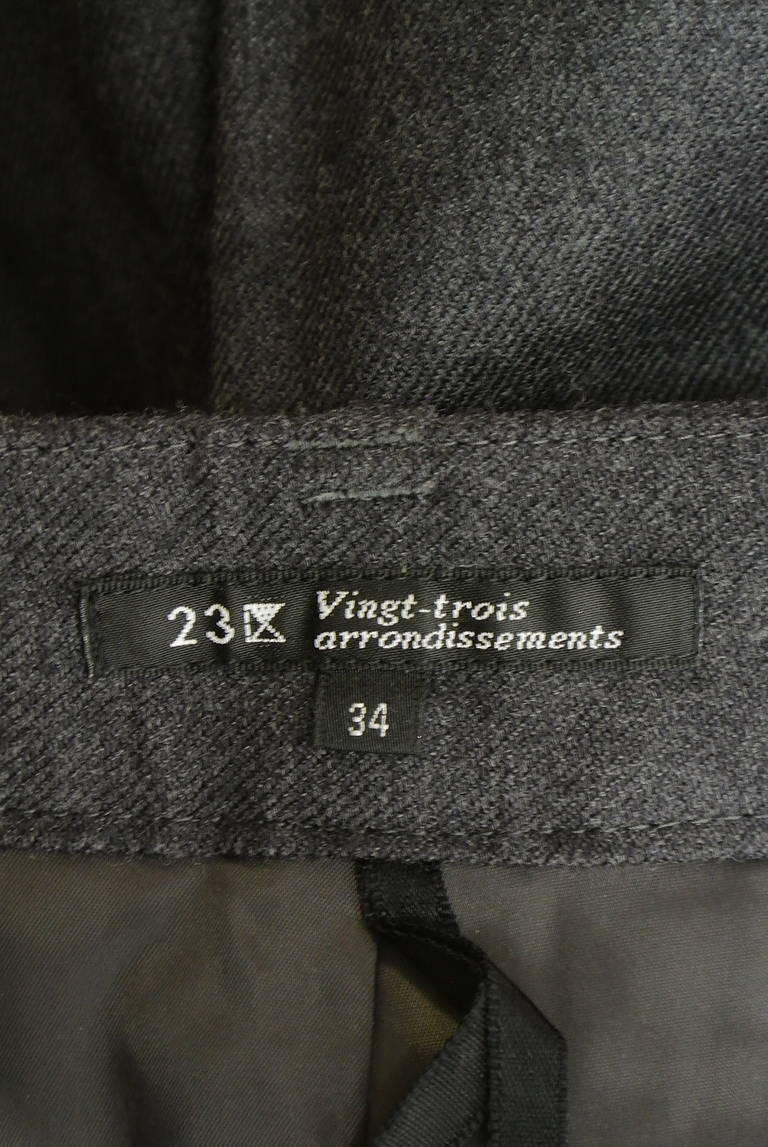 23区 Vingt-trois
arrondissements
34